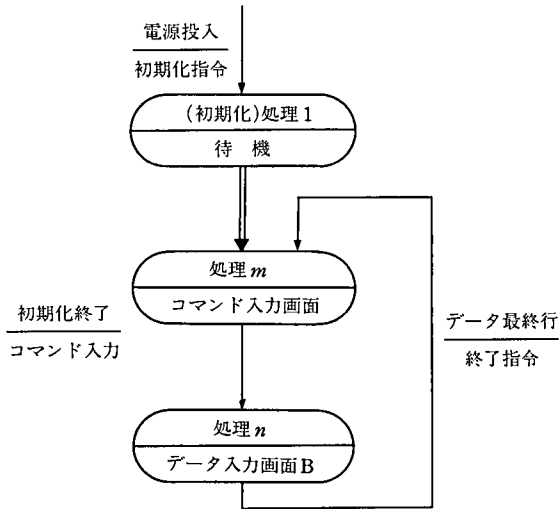 電源投入
初期化指令
(初期化)処理1
待 機
処理m
コマンド入力画面
初期化終了
コマンド入力
データ最終行
終了指令
処理n
データ入力画面B